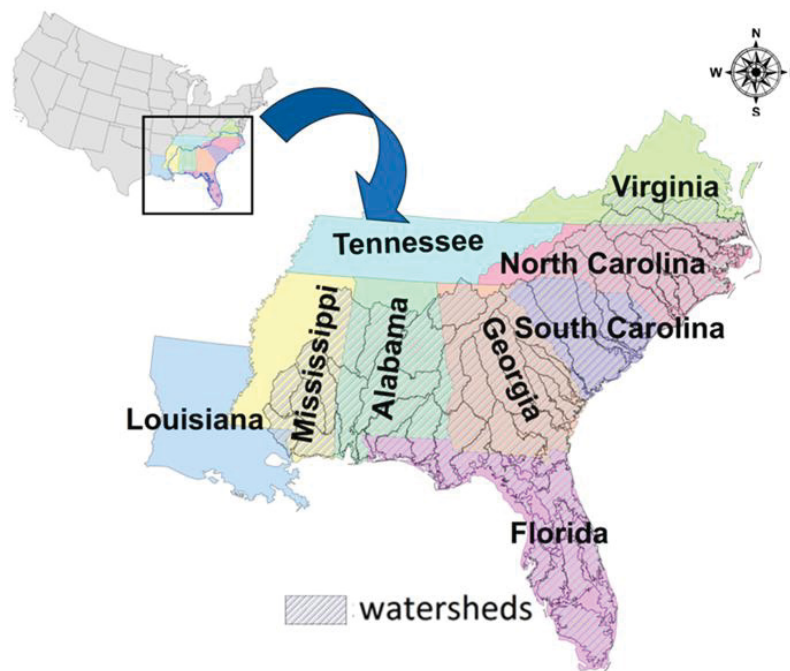 N
W
S
Virginia
Tennessee
North Carolina
South Carolina
Mississippi
Alabama
Georgia
Louisiana
Florida
watersheds